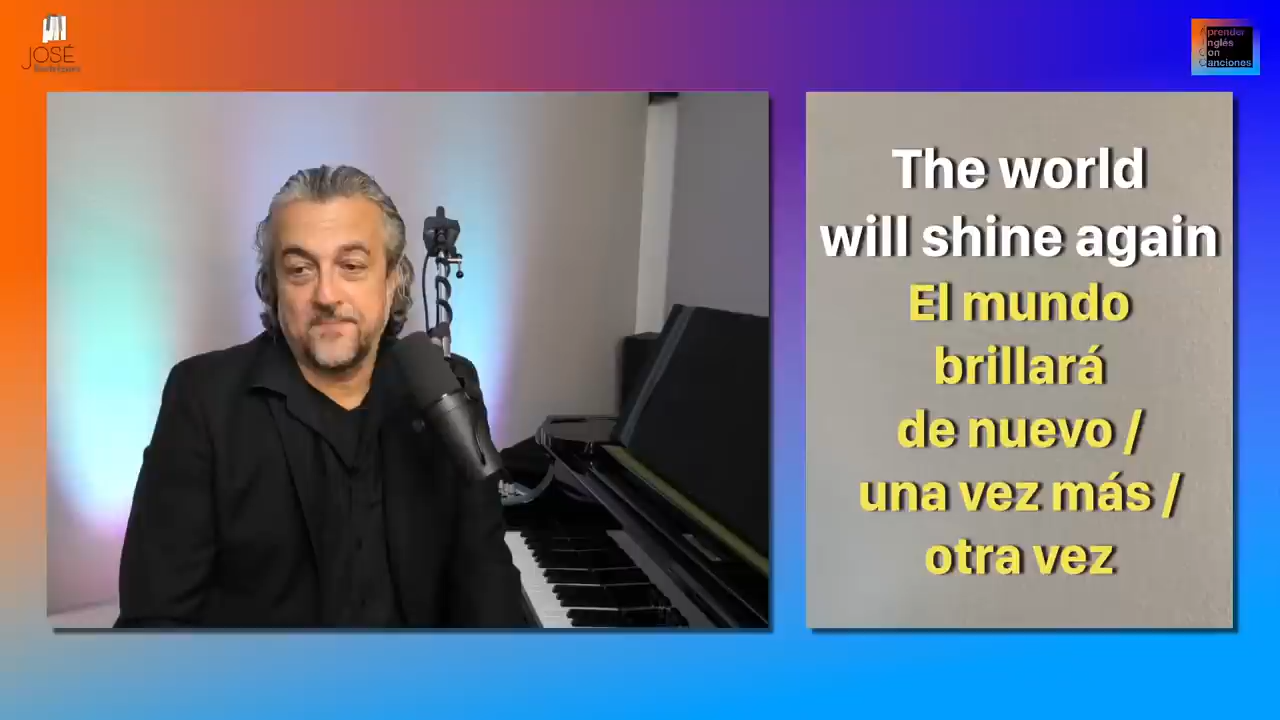 JOSÉ
Rodríguez
Aprender
Inglés
Con
Canciones
The world
will shine again
El mundo
brillará
de nuevo /
una vez más /
otra vez